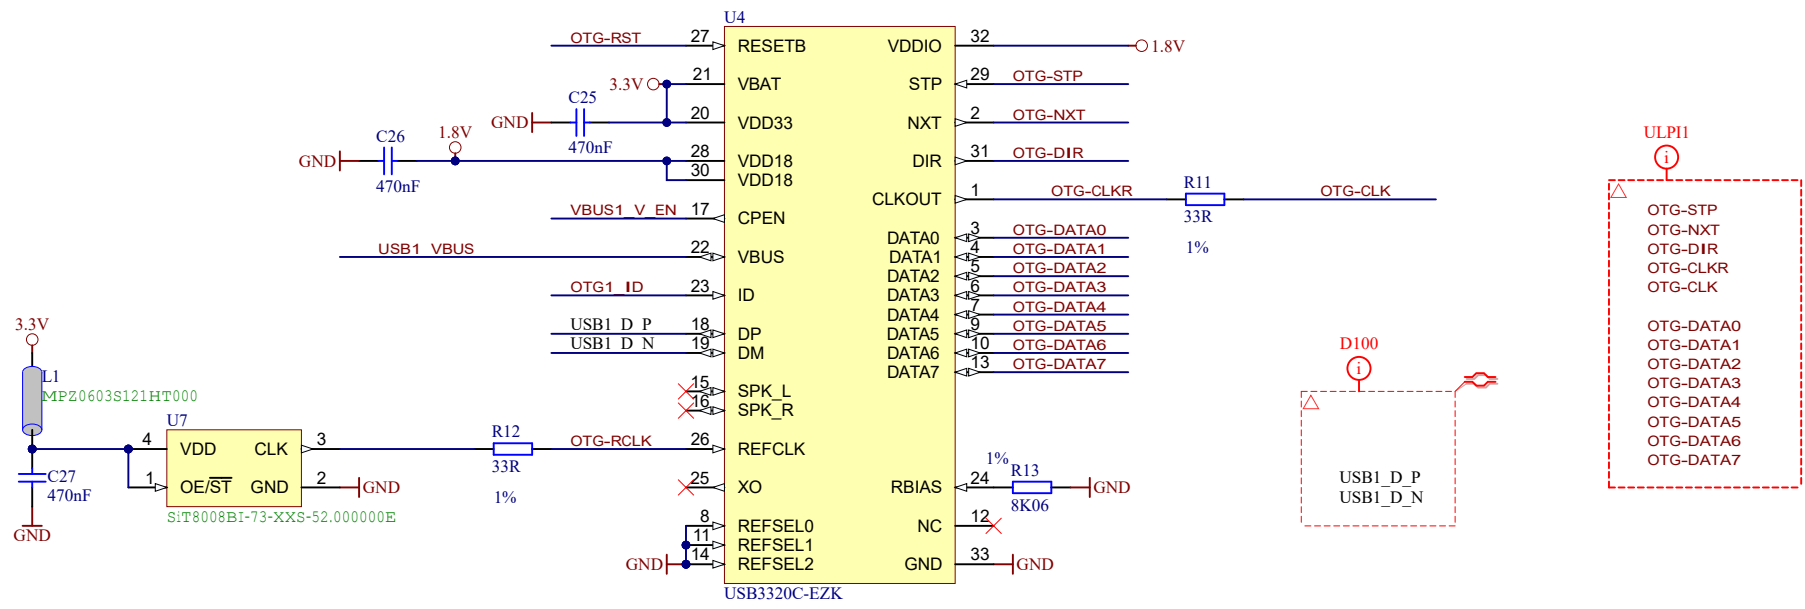 U4
OTG-RST 27 RESETB VDDIO 32 1.8V
3.3V 21 VBAT STP 29 OTG-STP
C25
GND 470nF 20 VDD33 NXT 2 OTG-NXT
C26 1.8V
GND 470nF 28 VDD18 DIR 31 OTG-DIR
30 VDD18
CLKOUT 1 OTG-CLKR R11 OTG-CLK
33R
1%
VBUS1_V_EN 17 CPEN
DATA0 3 OTG-DATA0
USB1_VBUS 22 VBUS DATA1 4 OTG-DATA1
DATA2 5 OTG-DATA2
OTG1_ID 23 ID DATA3 6 OTG-DATA3
DATA4 7 OTG-DATA4
USB1_D_P 18 DP DATA5 9 OTG-DATA5
USB1_D_N 19 DM DATA6 10 OTG-DATA6
DATA7 13 OTG-DATA7
15 SPK_L
16 SPK_R
3.3V
L1
MPZ0603S121HT000
U7
4 VDD CLK 3 R12 OTG-RCLK 26 REFCLK
33R
1%
C27
470nF
GND
1 OE/ST GND 2 GND
SiT8008BI-73-XXS-52.000000E
25 XO RBIAS 24 1% R13 GND
8K06
8 REFSEL0 NC 12
11 REFSEL1
GND 14 REFSEL2 GND 33 GND
USB3320C-EZK
D100
i
USB1_D_P
USB1_D_N
ULPI1
i
OTG-STP
OTG-NXT
OTG-DIR
OTG-CLKR
OTG-CLK
OTG-DATA0
OTG-DATA1
OTG-DATA2
OTG-DATA3
OTG-DATA4
OTG-DATA5
OTG-DATA6
OTG-DATA7